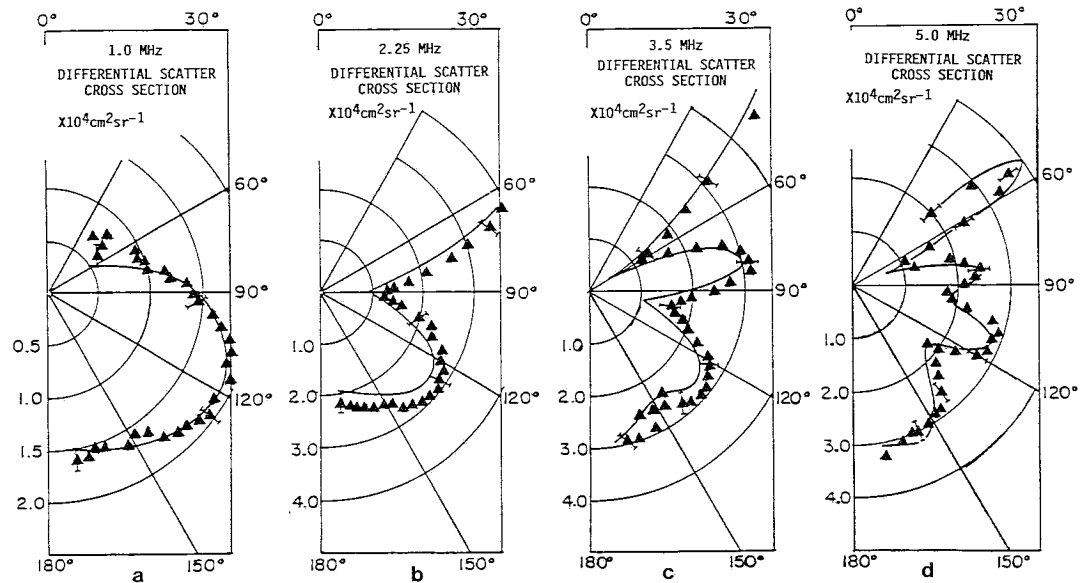 0° 30°
1.0 MHz
DIFFERENTIAL SCATTER
CROSS SECTION
X10⁴cm²sr⁻¹
60°
90°
0.5
1.0
120°
1.5
2.0
2.5
180° 150°
a
0° 30°
2.25 MHz
DIFFERENTIAL SCATTER
CROSS SECTION
X10⁴cm²sr⁻¹
60°
90°
1.0
2.0
120°
3.0
4.0
180° 150°
b
0° 30°
3.5 MHz
DIFFERENTIAL SCATTER
CROSS SECTION
X10⁴cm²sr⁻¹
60°
90°
1.0
2.0
120°
3.0
4.0
180° 150°
c
0° 30°
5.0 MHz
DIFFERENTIAL SCATTER
CROSS SECTION
X10⁴cm²sr⁻¹
60°
90°
1.0
2.0
120°
3.0
4.0
180° 150°
d